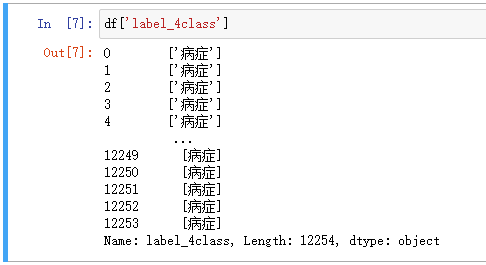 In [7]: df['label_4class']
Out[7]: 0 ['病症']
1 ['病症']
2 ['病症']
3 ['病症']
4 ['病症']
...
12249 [病症]
12250 [病症]
12251 [病症]
12252 [病症]
12253 [病症]
Name: label_4class, Length: 12254, dtype: object